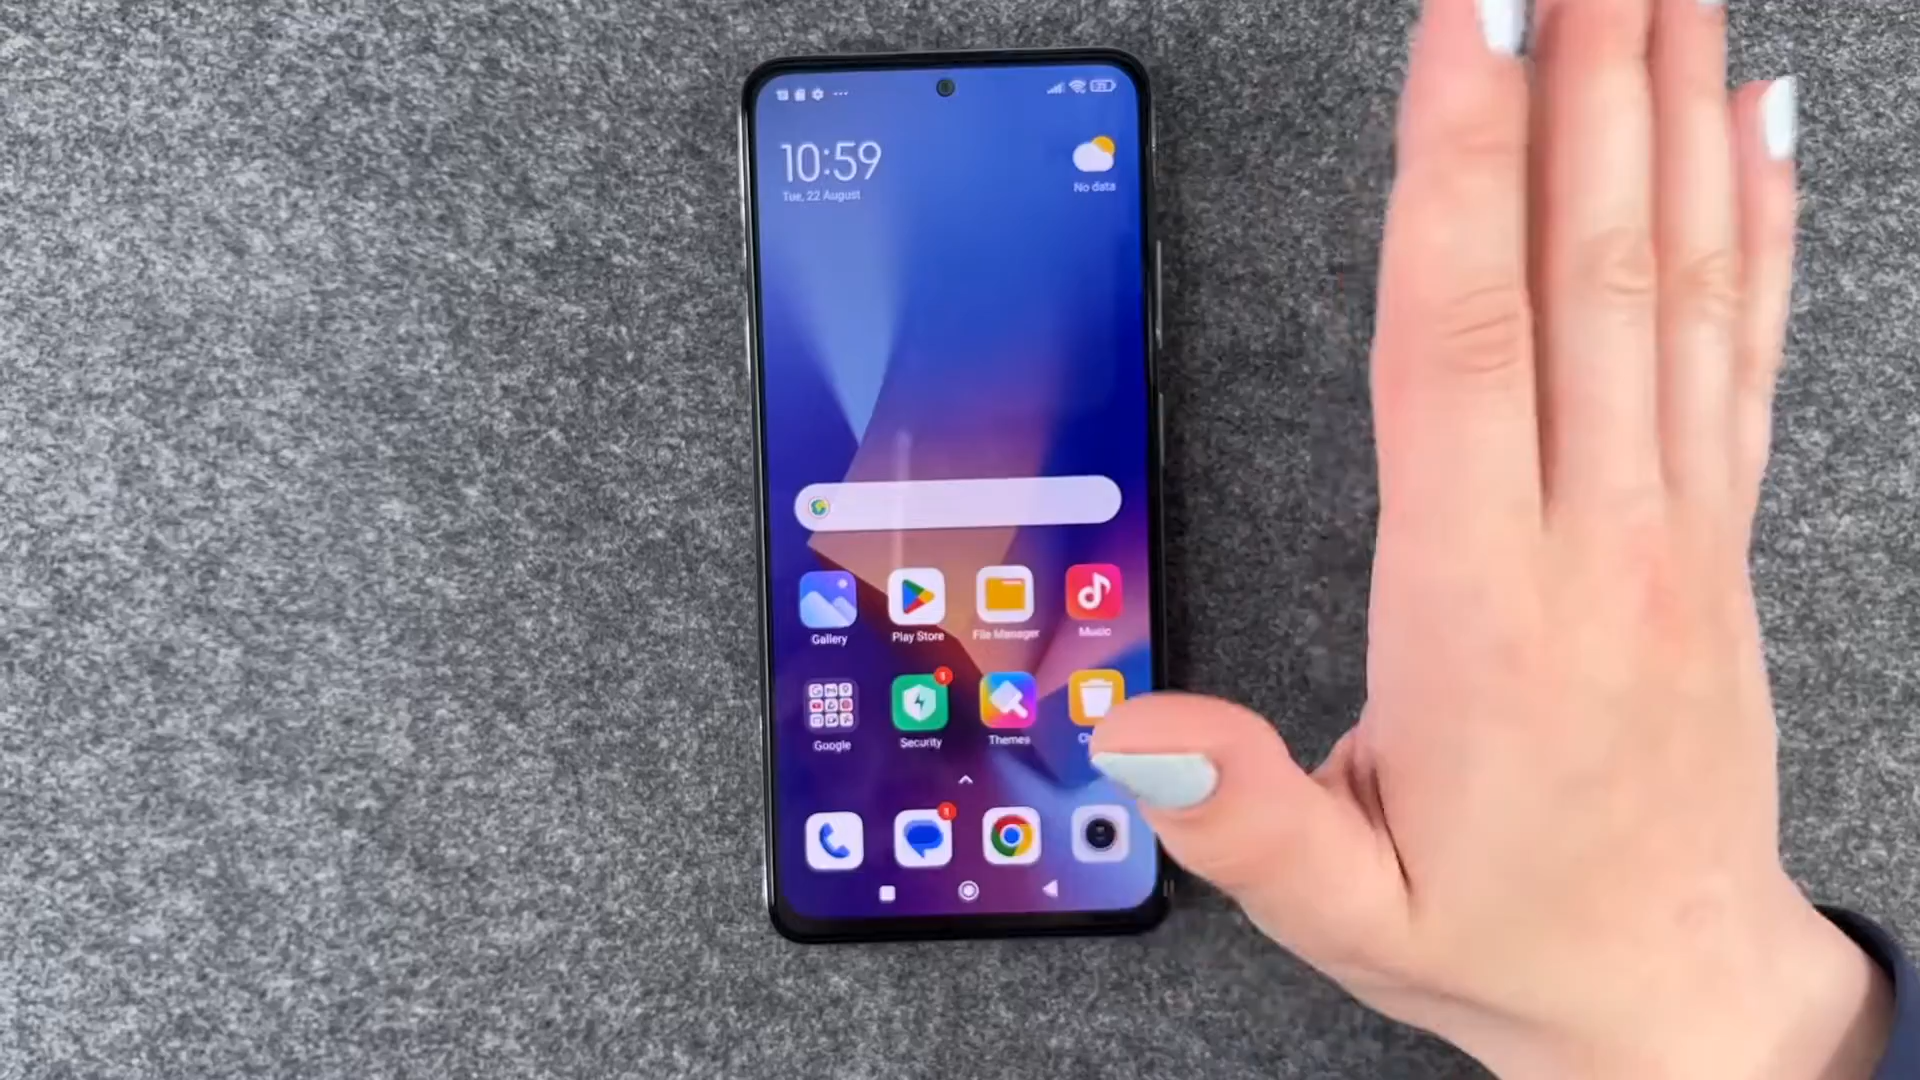 10:59
Tue, 22 August
No data
Gallery
Play Store
File Manager
Music
Google
Security
Themes